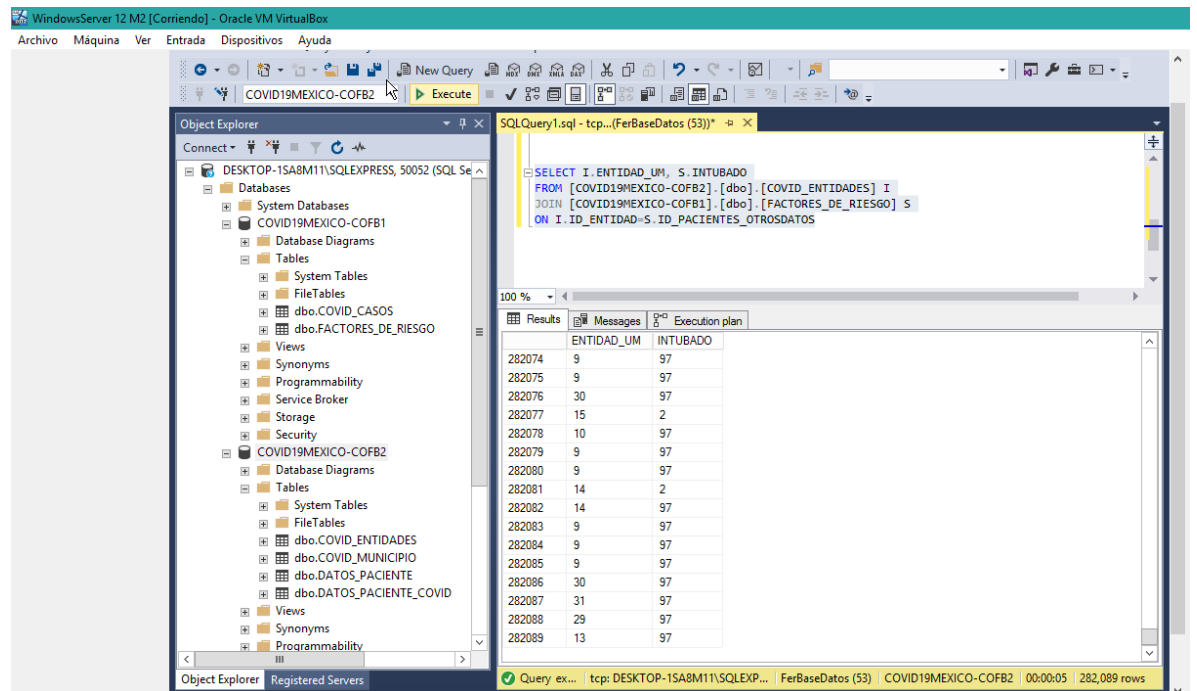 WindowsServer 12 M2 [Corriendo] - Oracle VM VirtualBox
Archivo Máquina Ver Entrada Dispositivos Ayuda
New Query
COVID19MEXICO-COFB2 Execute
Object Explorer
Connect
DESKTOP-1SA8M11\SQLEXPRESS, 50052 (SQL Se
Databases
System Databases
COVID19MEXICO-COFB1
Database Diagrams
Tables
System Tables
FileTables
dbo.COVID_CASOS
dbo.FACTORES_DE_RIESGO
Views
Synonyms
Programmability
Service Broker
Storage
Security
COVID19MEXICO-COFB2
Database Diagrams
Tables
System Tables
FileTables
dbo.COVID_ENTIDADES
dbo.COVID_MUNICIPIO
dbo.DATOS_PACIENTE
dbo.DATOS_PACIENTE_COVID
Views
Synonyms
Programmability
Object Explorer Registered Servers
SQLQuery1.sql - tcp...(FerBaseDatos (53))*
SELECT I.ENTIDAD_UM, S.INTUBADO
FROM [COVID19MEXICO-COFB2].[dbo].[COVID_ENTIDADES] I
JOIN [COVID19MEXICO-COFB1].[dbo].[FACTORES_DE_RIESGO] S
ON I.ID_ENTIDAD=S.ID_PACIENTES_OTROSDATOS
100 %
Results Messages Execution plan
ENTIDAD_UM INTUBADO
282074 9 97
282075 9 97
282076 30 97
282077 15 2
282078 10 97
282079 9 97
282080 9 97
282081 14 2
282082 14 97
282083 9 97
282084 9 97
282085 9 97
282086 30 97
282087 31 97
282088 29 97
282089 13 97
Query ex... tcp: DESKTOP-1SA8M11\SQLEXP... FerBaseDatos (53) COVID19MEXICO-COFB2 00:00:05 282,089 rows